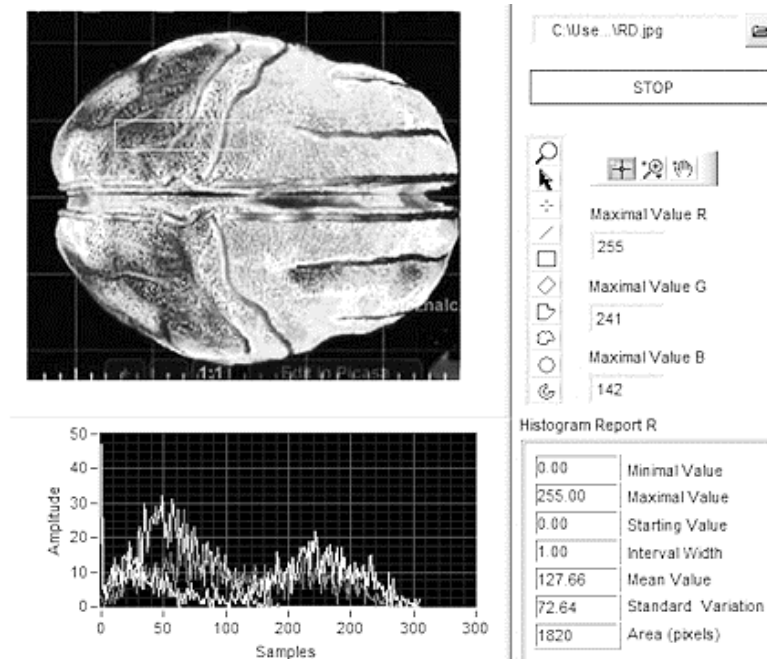 C:\Use...\RD.jpg
STOP
Maximal Value R
255
Maximal Value G
241
Maximal Value B
142
1:1
Edit in Picasa
50
40
30
20
10
0
Amplitude
0 50 100 200 200 300 300
Samples
Histogram Report R
0.00 Minimal Value
255.00 Maximal Value
0.00 Starting Value
1.00 Interval Width
127.66 Mean Value
72.64 Standard Variation
1820 Area (pixels)